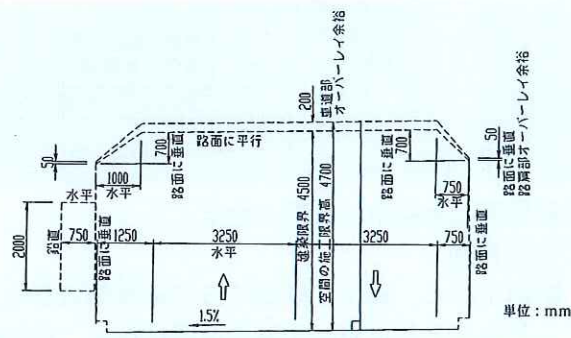 車道部
オーバーレイ余裕
200
50
700
路面に垂直
路面に平行
1000
水平
700
路面に垂直
750
水平
50
路面に垂直
路肩部オーバーレイ余裕
水平
2000
鉛直
750
路面に垂直
1250
3250
水平
建築限界 4500
空間の施工限界高 4700
3250
750
路面に垂直
1.5%
単位：mm